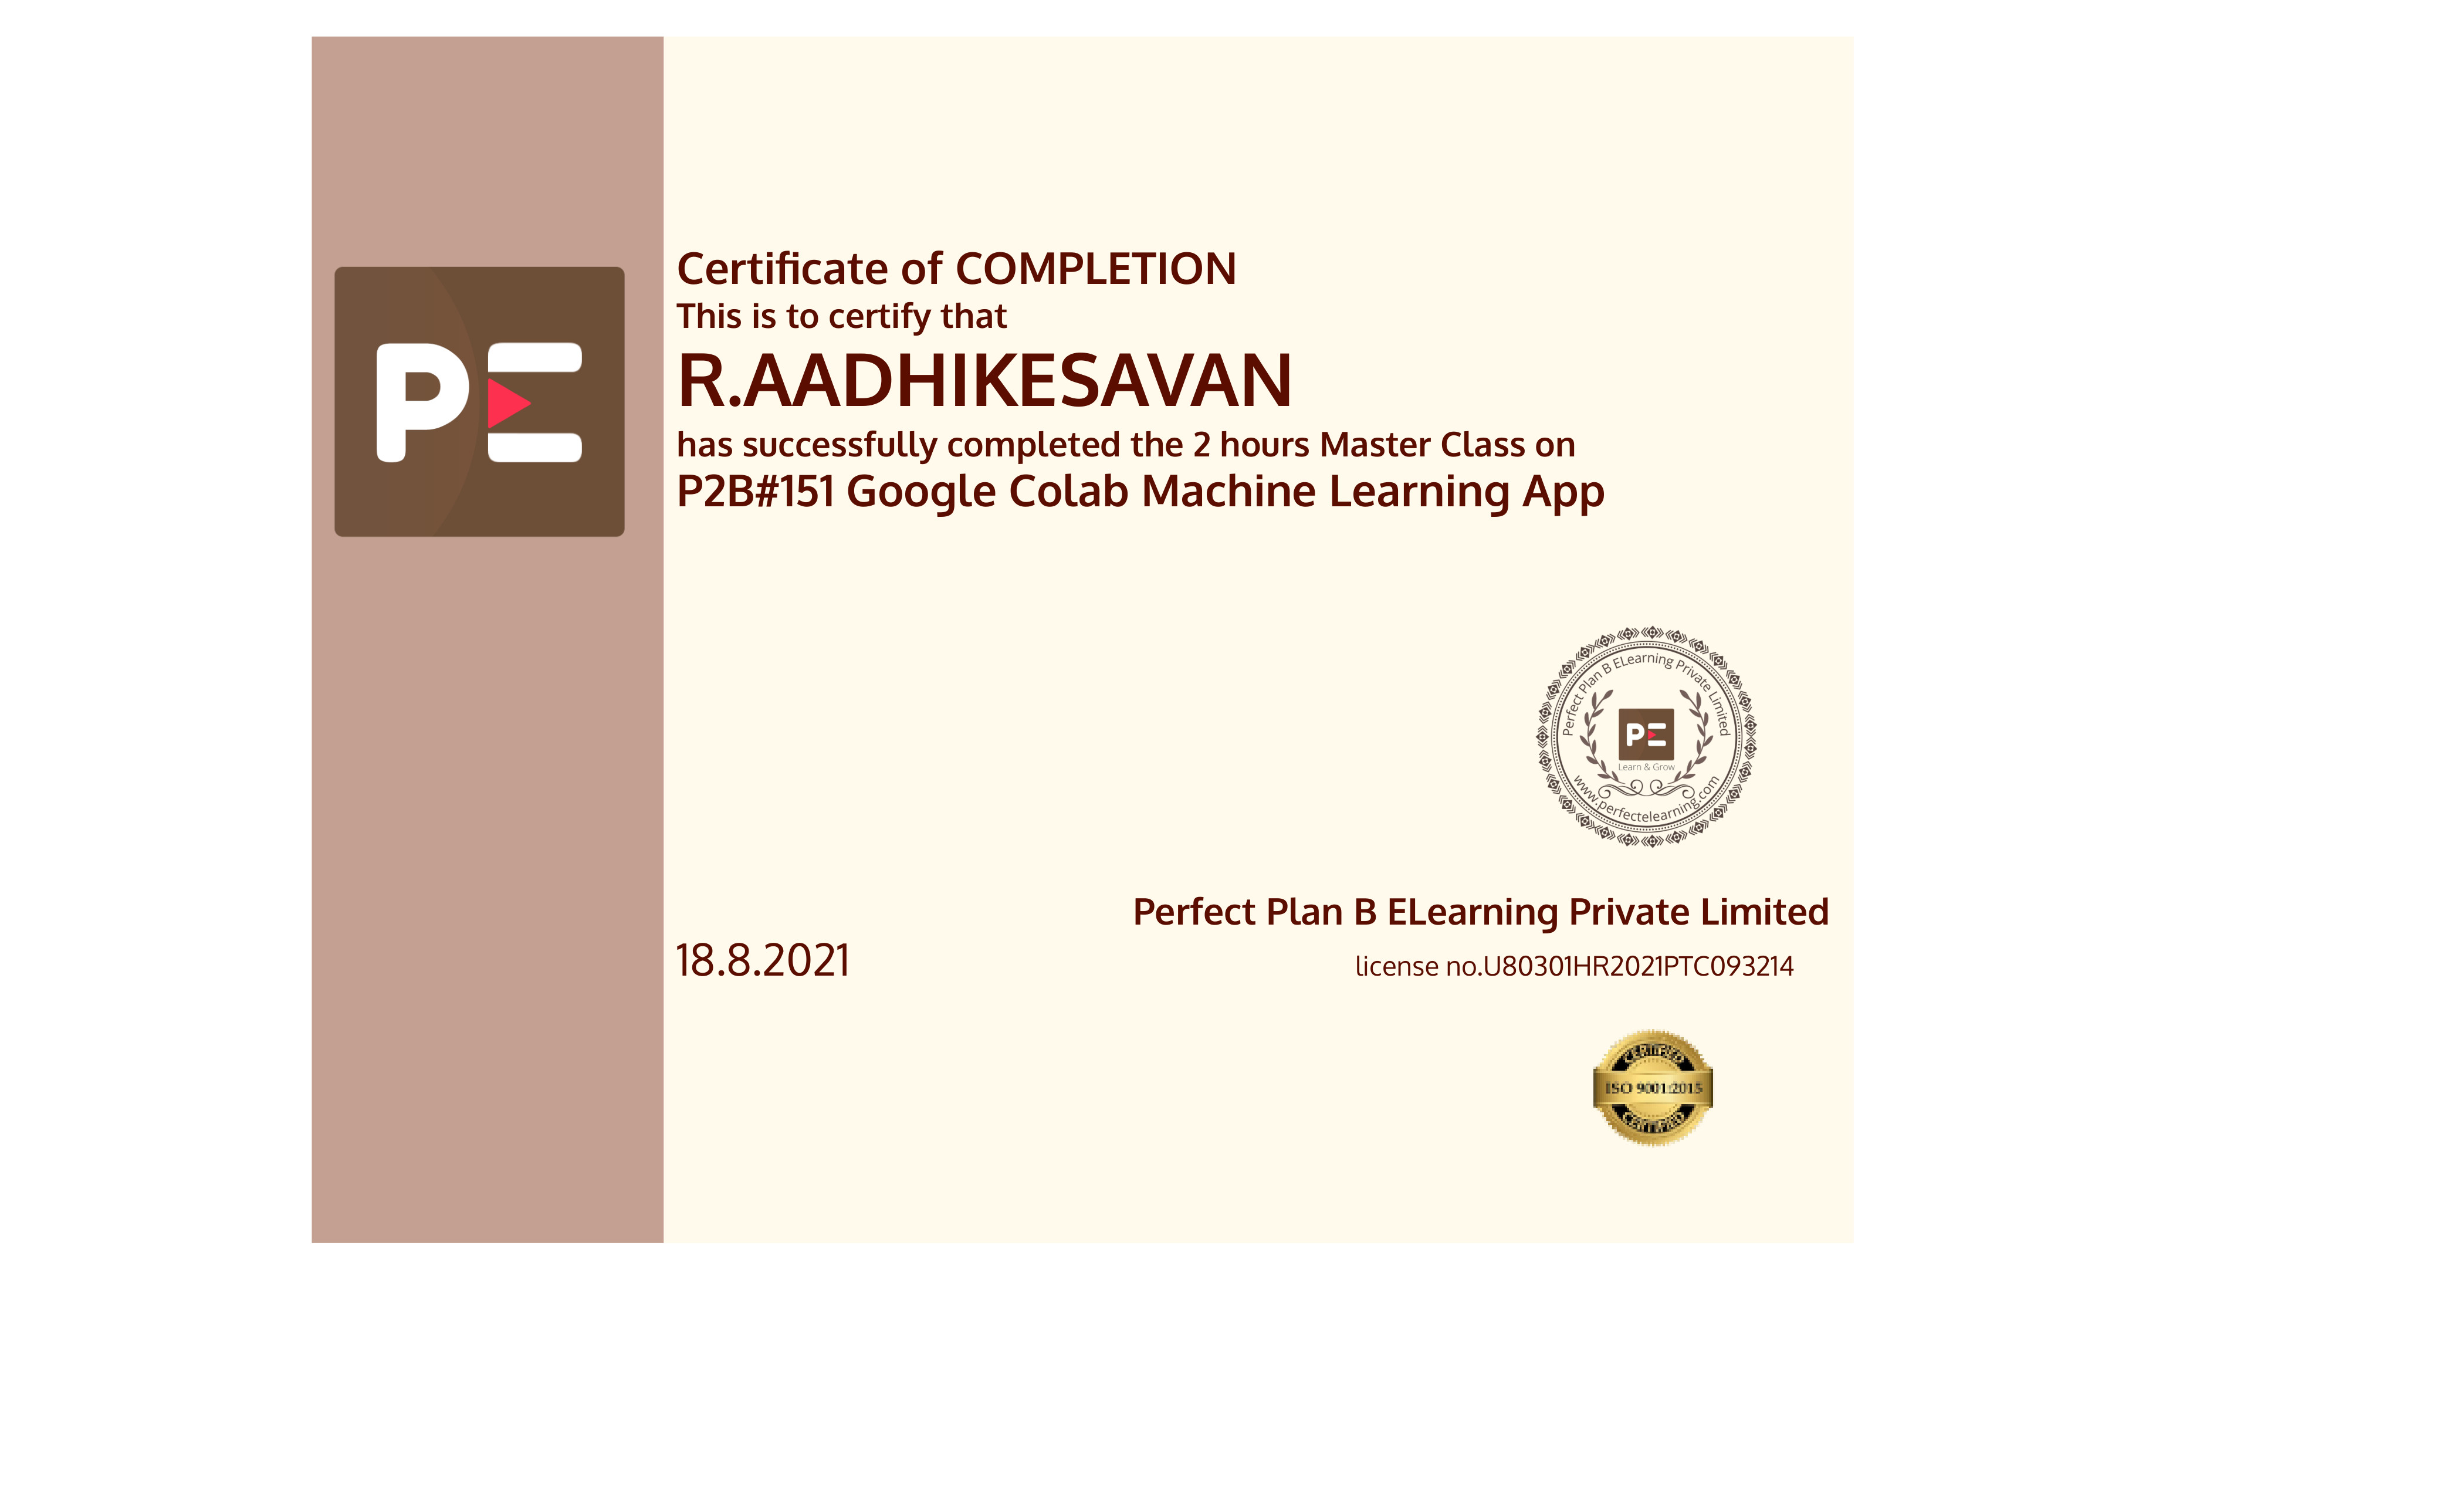 PE
Certificate of COMPLETION
This is to certify that
R.AADHIKESAVAN
has successfully completed the 2 hours Master Class on
P2B#151 Google Colab Machine Learning App
Perfect Plan B ELearning Private Limited
PE
Learn & Grow
www.perfectelearning.com
Perfect Plan B ELearning Private Limited
18.8.2021
license no.U80301HR2021PTC093214
CERTIFIED
ISO 9001:2015
CERTIFIED